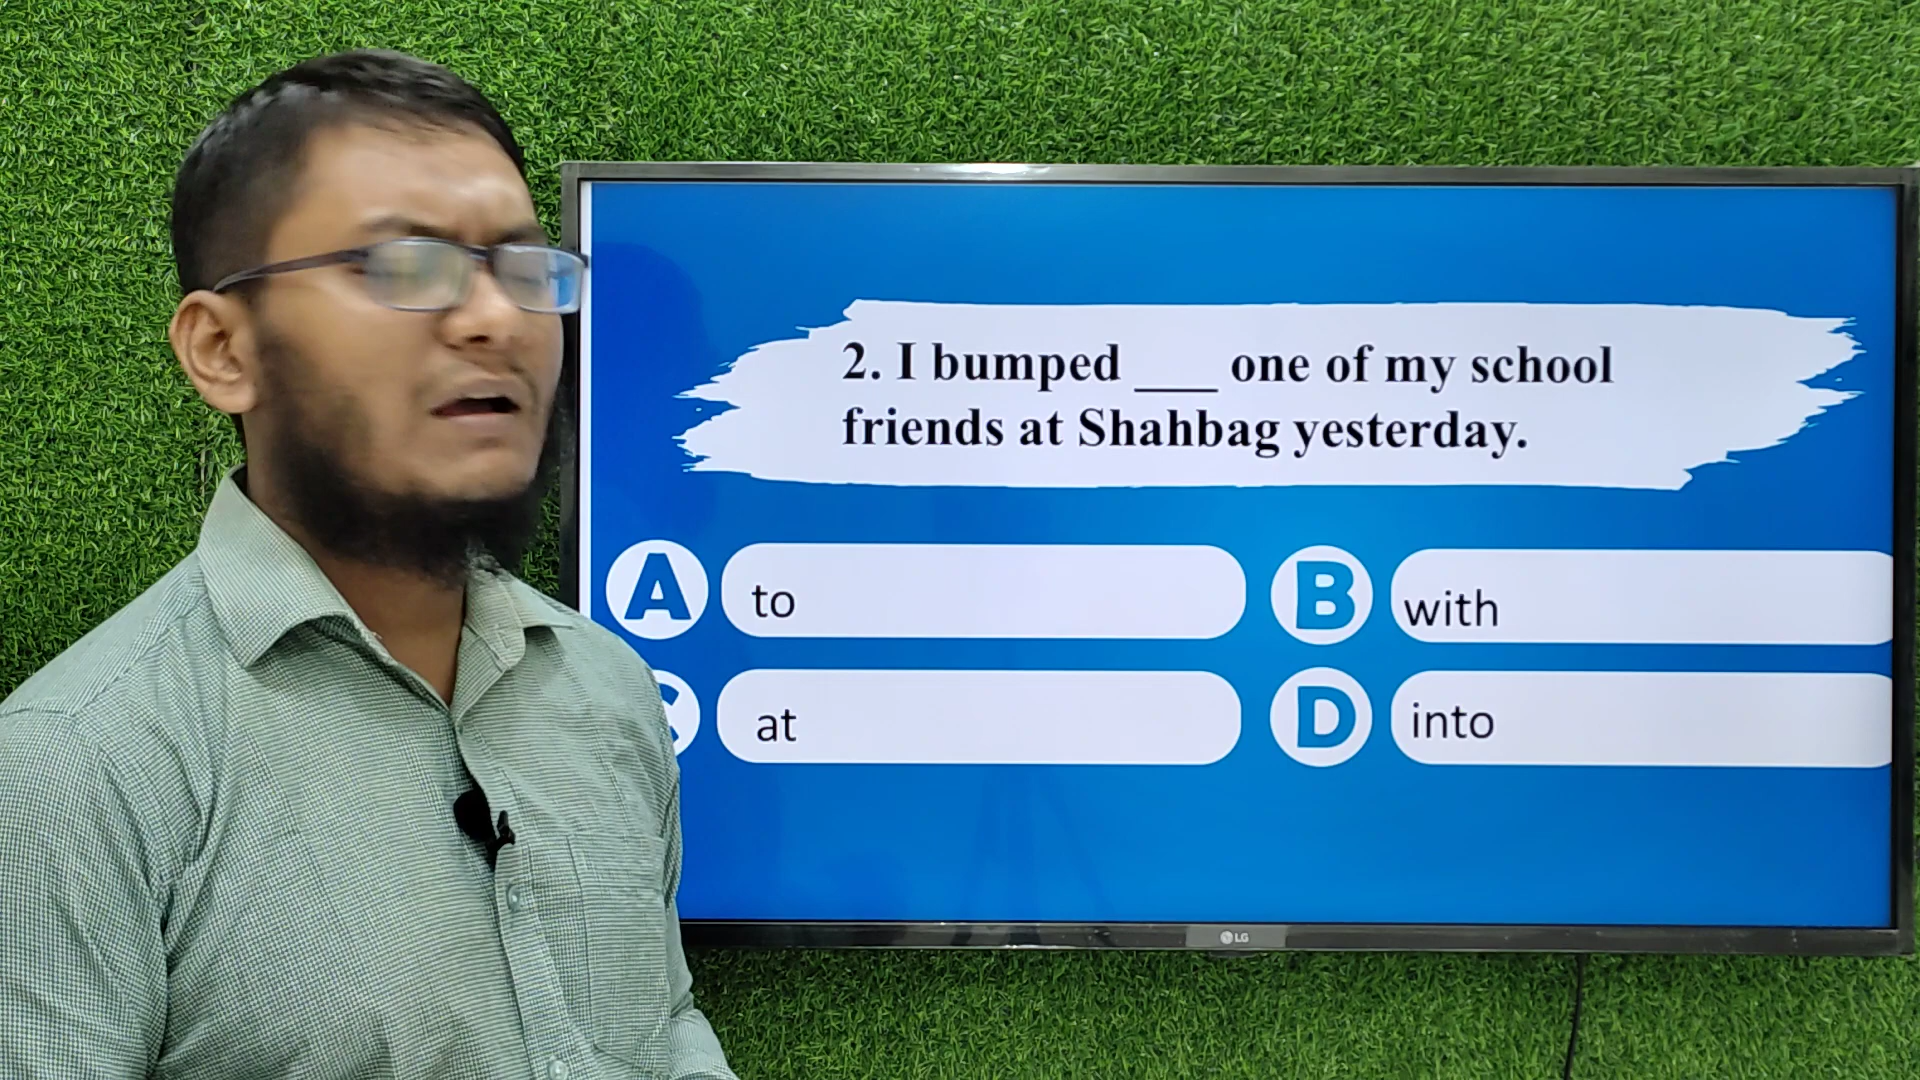 2. I bumped ___ one of my school
friends at Shahbag yesterday.
A to
B with
C at
D into
LG